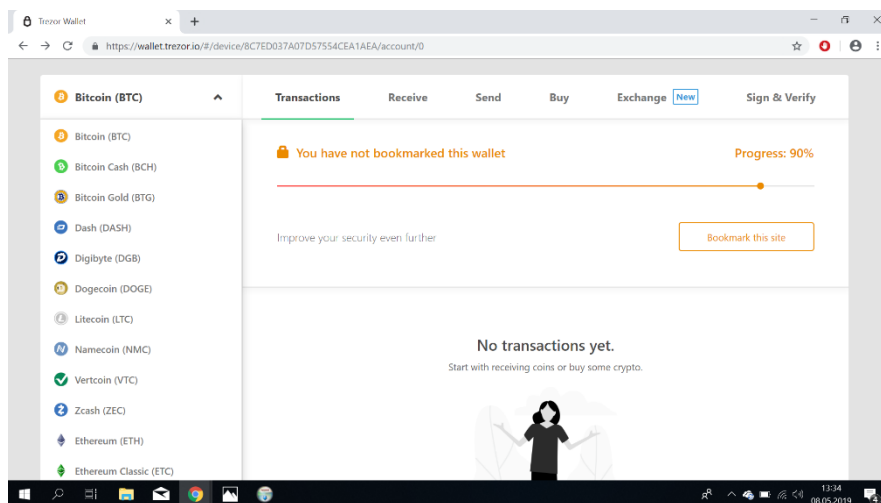 Trezor Wallet
https://wallet.trezor.io/#/device/8C7ED037A07D57554CEA1AEA/account/0
Bitcoin (BTC)
Transactions Receive Send Buy Exchange New Sign & Verify
Bitcoin (BTC)
Bitcoin Cash (BCH)
Bitcoin Gold (BTG)
Dash (DASH)
Digibyte (DGB)
Dogecoin (DOGE)
Litecoin (LTC)
Namecoin (NMC)
Vertcoin (VTC)
Zcash (ZEC)
Ethereum (ETH)
Ethereum Classic (ETC)
You have not bookmarked this wallet Progress: 90%
Improve your security even further Bookmark this site
No transactions yet.
Start with receiving coins or buy some crypto.
13:34
08.05.2019